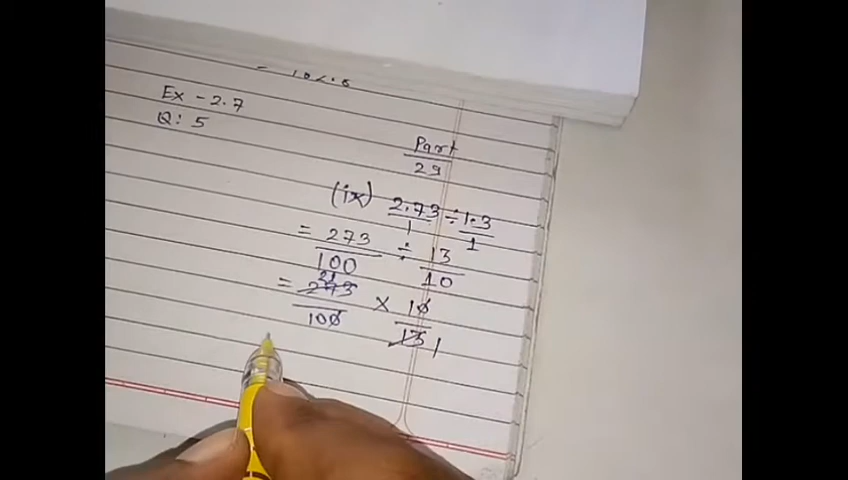 Ex - 2.7
Q: 5
Part
29
(ix) 2.73/1 ÷ 1.3/1
= 273/100 ÷ 13/10
21
= 273/100 × 10/13 1